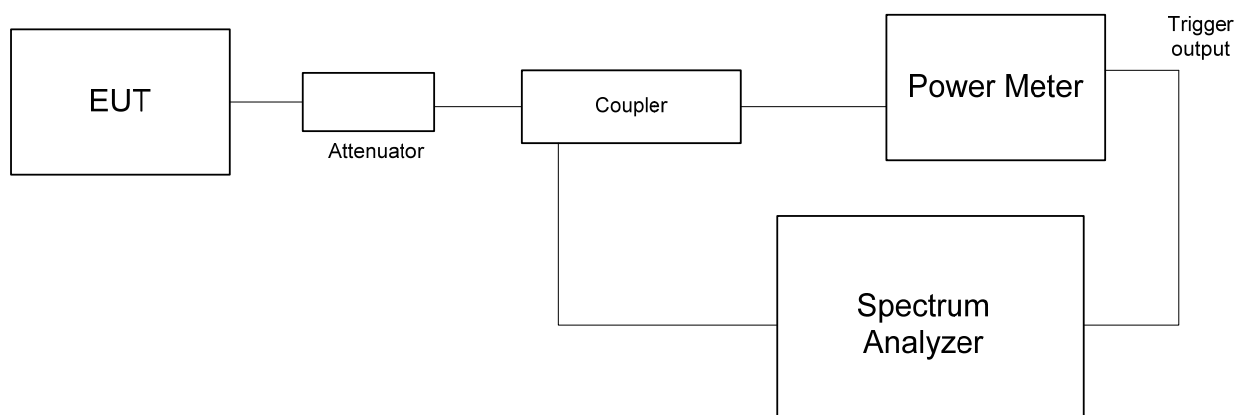 EUT
Attenuator
Coupler
Power Meter
Trigger
output
Spectrum
Analyzer